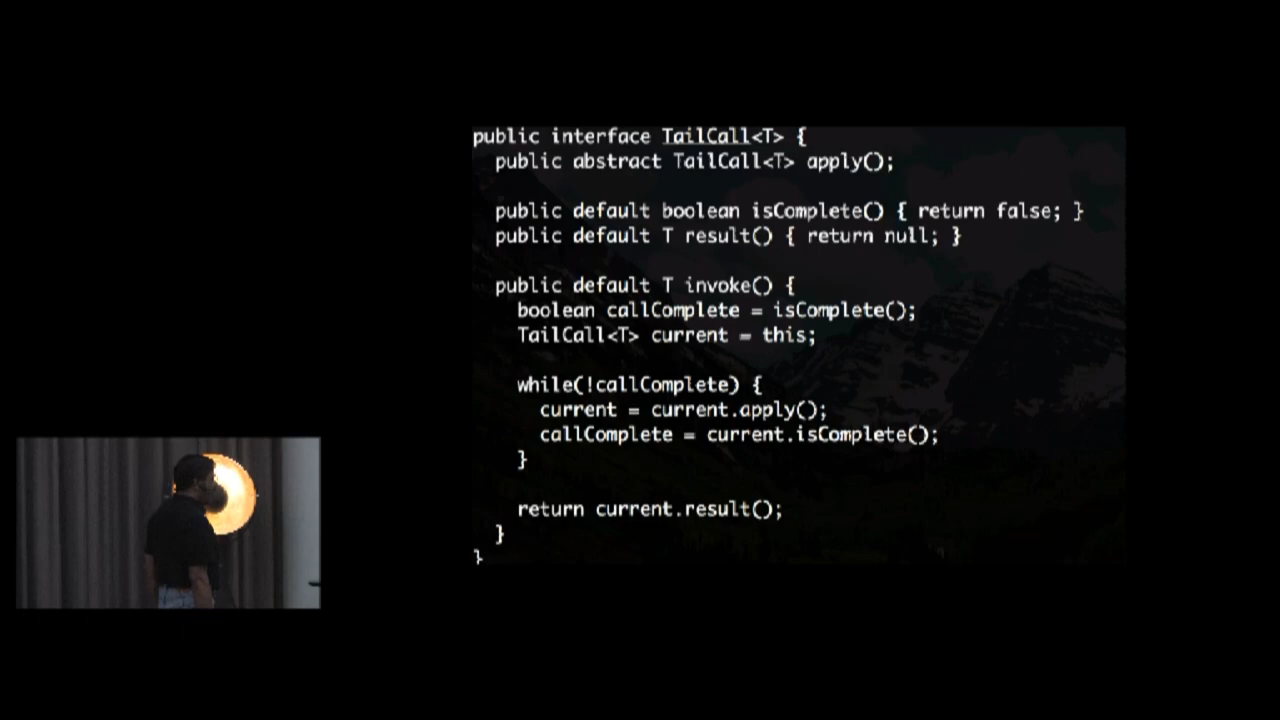 public interface TailCall<T> {
public abstract TailCall<T> apply();
public default boolean isComplete() { return false; }
public default T result() { return null; }
public default T invoke() {
boolean callComplete = isComplete();
TailCall<T> current = this;
while(!callComplete) {
current = current.apply();
callComplete = current.isComplete();
}
return current.result();
}
}